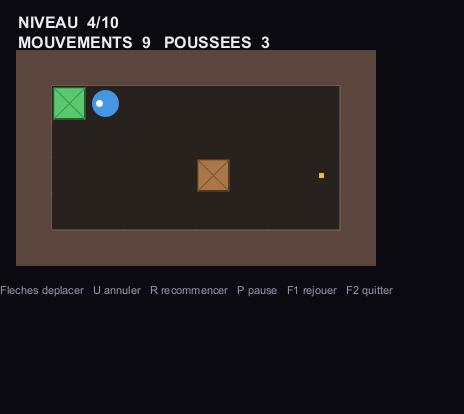 NIVEAU 4/10
MOUVEMENTS 9 POUSSEES 3
Fleches deplacer U annuler R recommencer P pause F1 rejouer F2 quitter